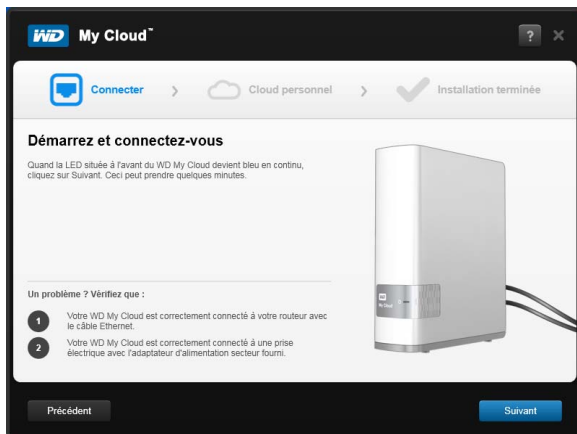 WD My Cloud™
?
Connecter > Cloud personnel > Installation terminée
Démarrez et connectez-vous
Quand la LED située à l'avant du WD My Cloud devient bleu en continu,
cliquez sur Suivant. Ceci peut prendre quelques minutes.
WD
My Cloud
Un problème ? Vérifiez que :
1 Votre WD My Cloud est correctement connecté à votre routeur avec
le câble Ethernet.
2 Votre WD My Cloud est correctement connecté à une prise
électrique avec l'adaptateur d'alimentation secteur fourni.
Précédent
Suivant